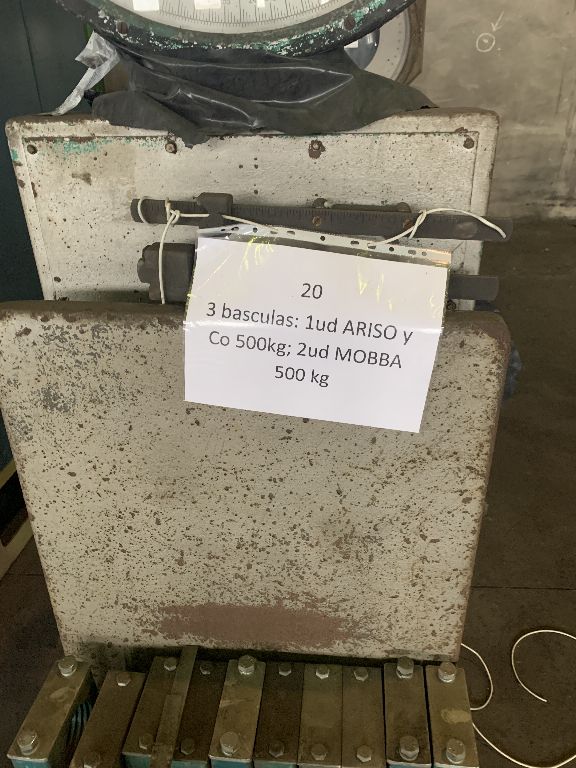 20
3 basculas: 1ud ARISO y
Co 500kg; 2ud MOBBA
500 kg